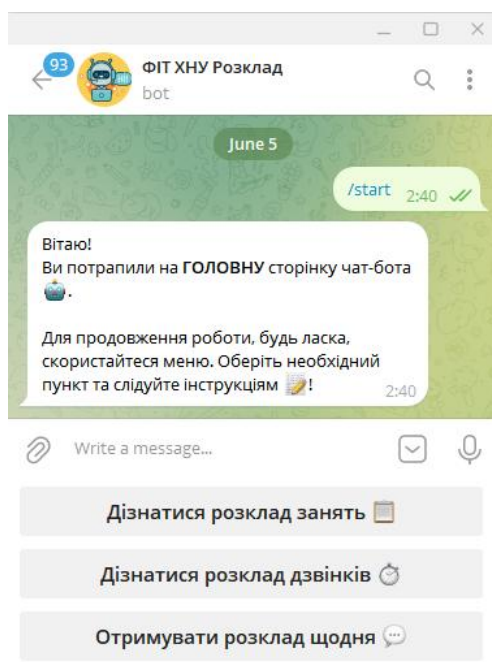 93
ФІТ ХНУ Розклад
bot
June 5
/start 2:40
Вітаю!
Ви потрапили на ГОЛОВНУ сторінку чат-бота
🤖.
Для продовження роботи, будь ласка,
скористайтеся меню. Оберіть необхідний
пункт та слідуйте інструкціям 📝!
2:40
Write a message...
Дізнатися розклад занять 📋
Дізнатися розклад дзвінків ⏱
Отримувати розклад щодня 💬